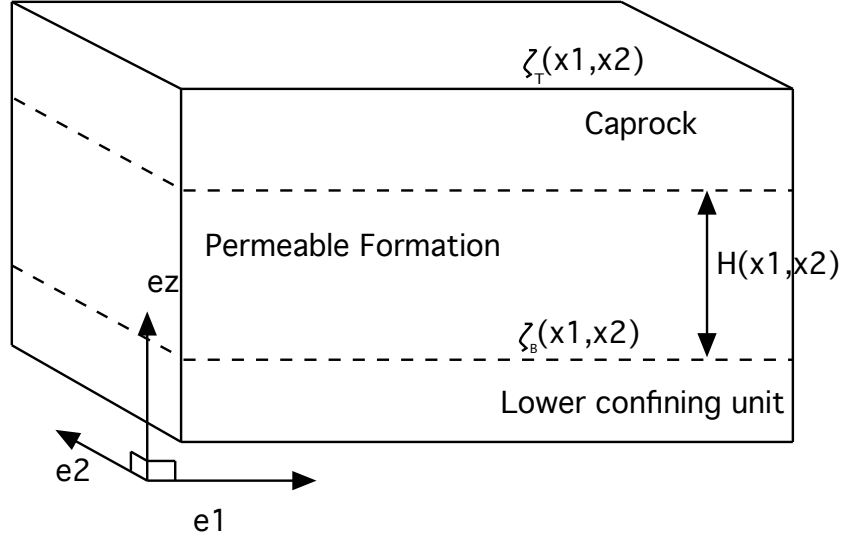 ζT(x1,x2)
Caprock
Permeable Formation
ez
H(x1,x2)
ζB(x1,x2)
Lower confining unit
e2
e1